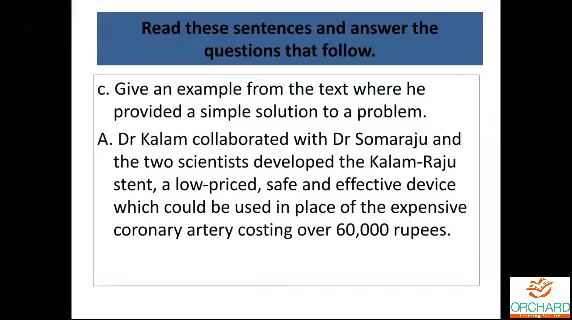 Read these sentences and answer the
questions that follow.
c. Give an example from the text where he
provided a simple solution to a problem.
A. Dr Kalam collaborated with Dr Somaraju and
the two scientists developed the Kalam-Raju
stent, a low-priced, safe and effective device
which could be used in place of the expensive
coronary artery costing over 60,000 rupees.
ORCHARD